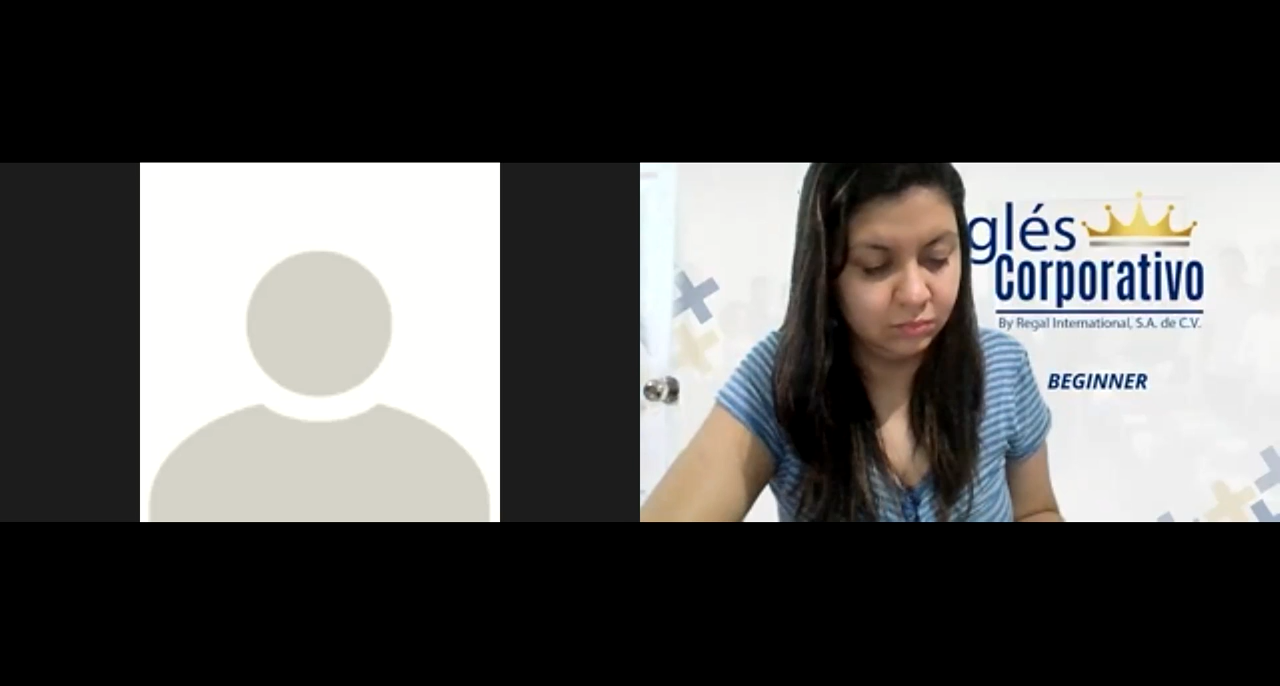 glés
Corporativo
By Regal International, S.A. de C.V.
BEGINNER